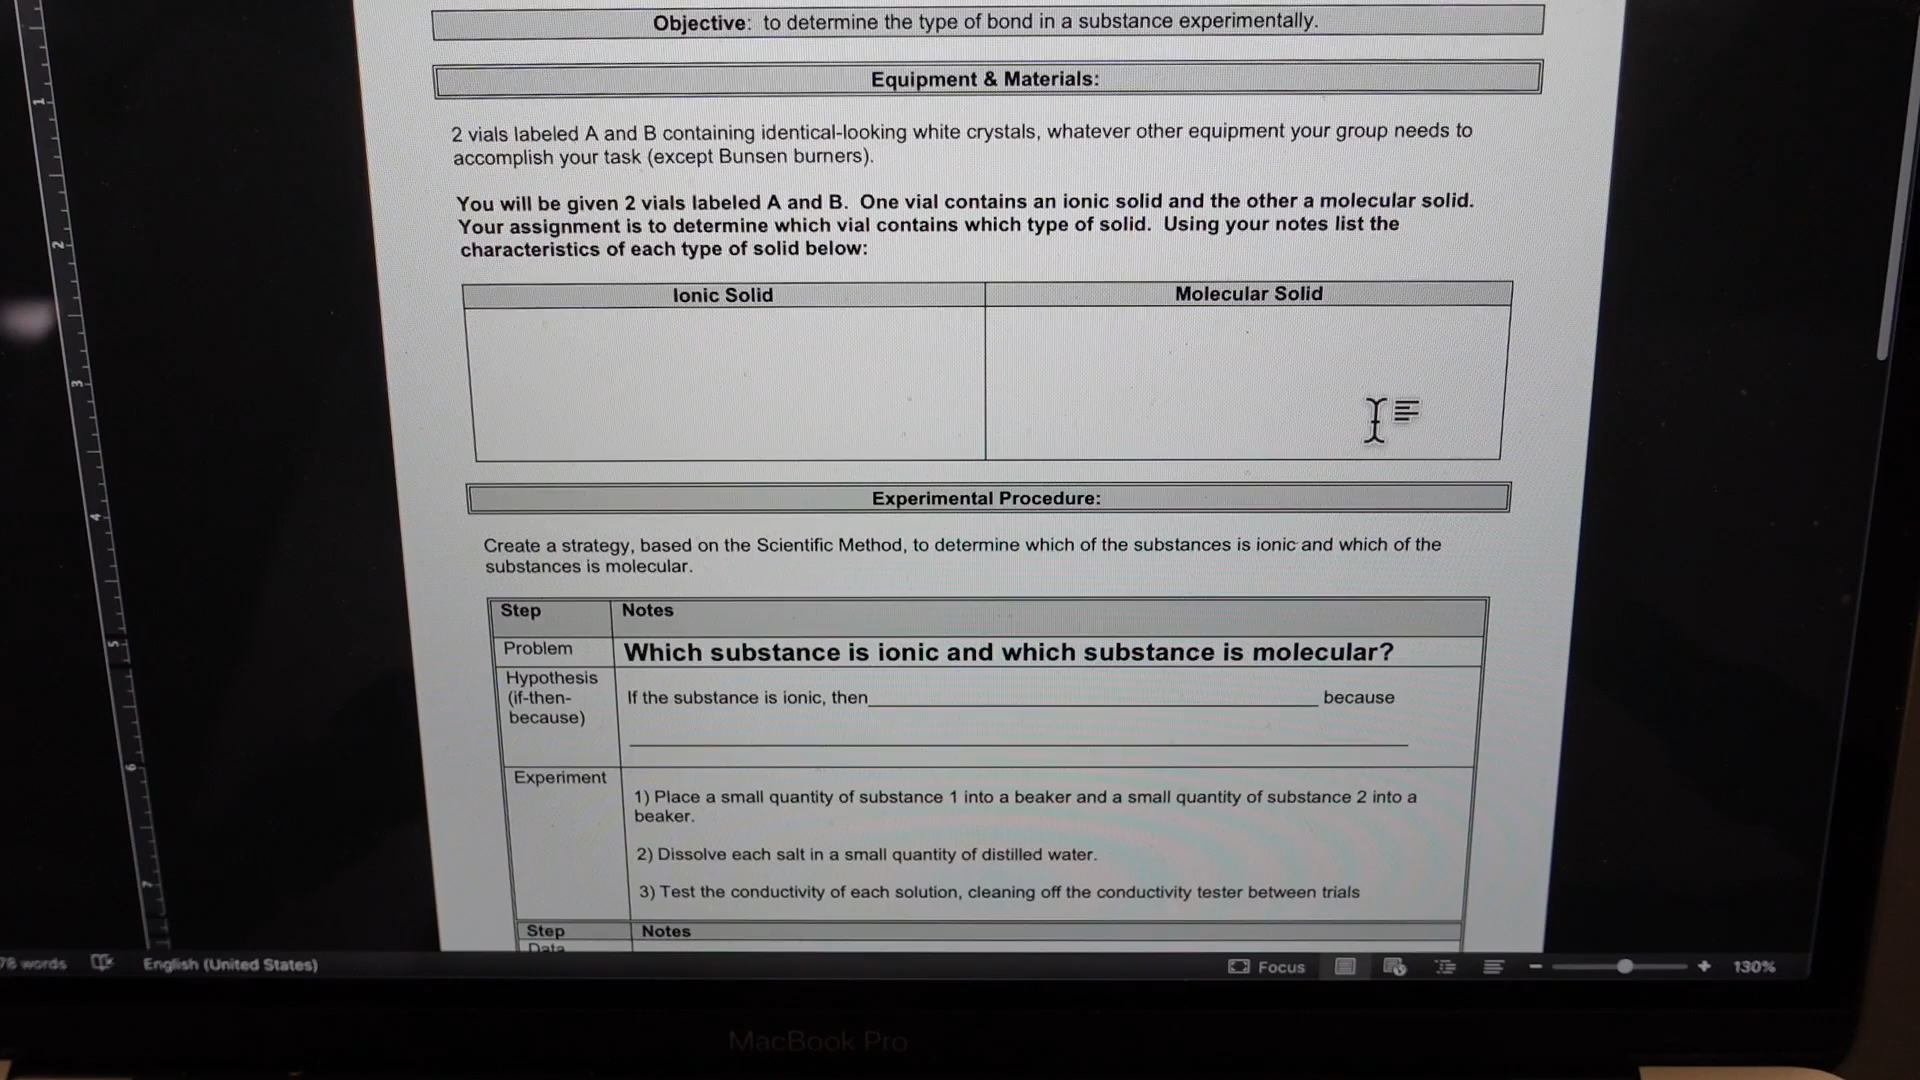 Objective: to determine the type of bond in a substance experimentally.
Equipment & Materials:
2 vials labeled A and B containing identical-looking white crystals, whatever other equipment your group needs to
accomplish your task (except Bunsen burners).
You will be given 2 vials labeled A and B. One vial contains an ionic solid and the other a molecular solid.
Your assignment is to determine which vial contains which type of solid. Using your notes list the
characteristics of each type of solid below:
Ionic Solid
Molecular Solid
Experimental Procedure:
Create a strategy, based on the Scientific Method, to determine which of the substances is ionic and which of the
substances is molecular.
Step
Notes
Problem
Which substance is ionic and which substance is molecular?
Hypothesis
(if-then-
because)
If the substance is ionic, then because
Experiment
1) Place a small quantity of substance 1 into a beaker and a small quantity of substance 2 into a
beaker.
2) Dissolve each salt in a small quantity of distilled water.
3) Test the conductivity of each solution, cleaning off the conductivity tester between trials
Step
Notes
Data
1
2
3
4
5
6
7
78 words
English (United States)
Focus
130%
MacBook Pro